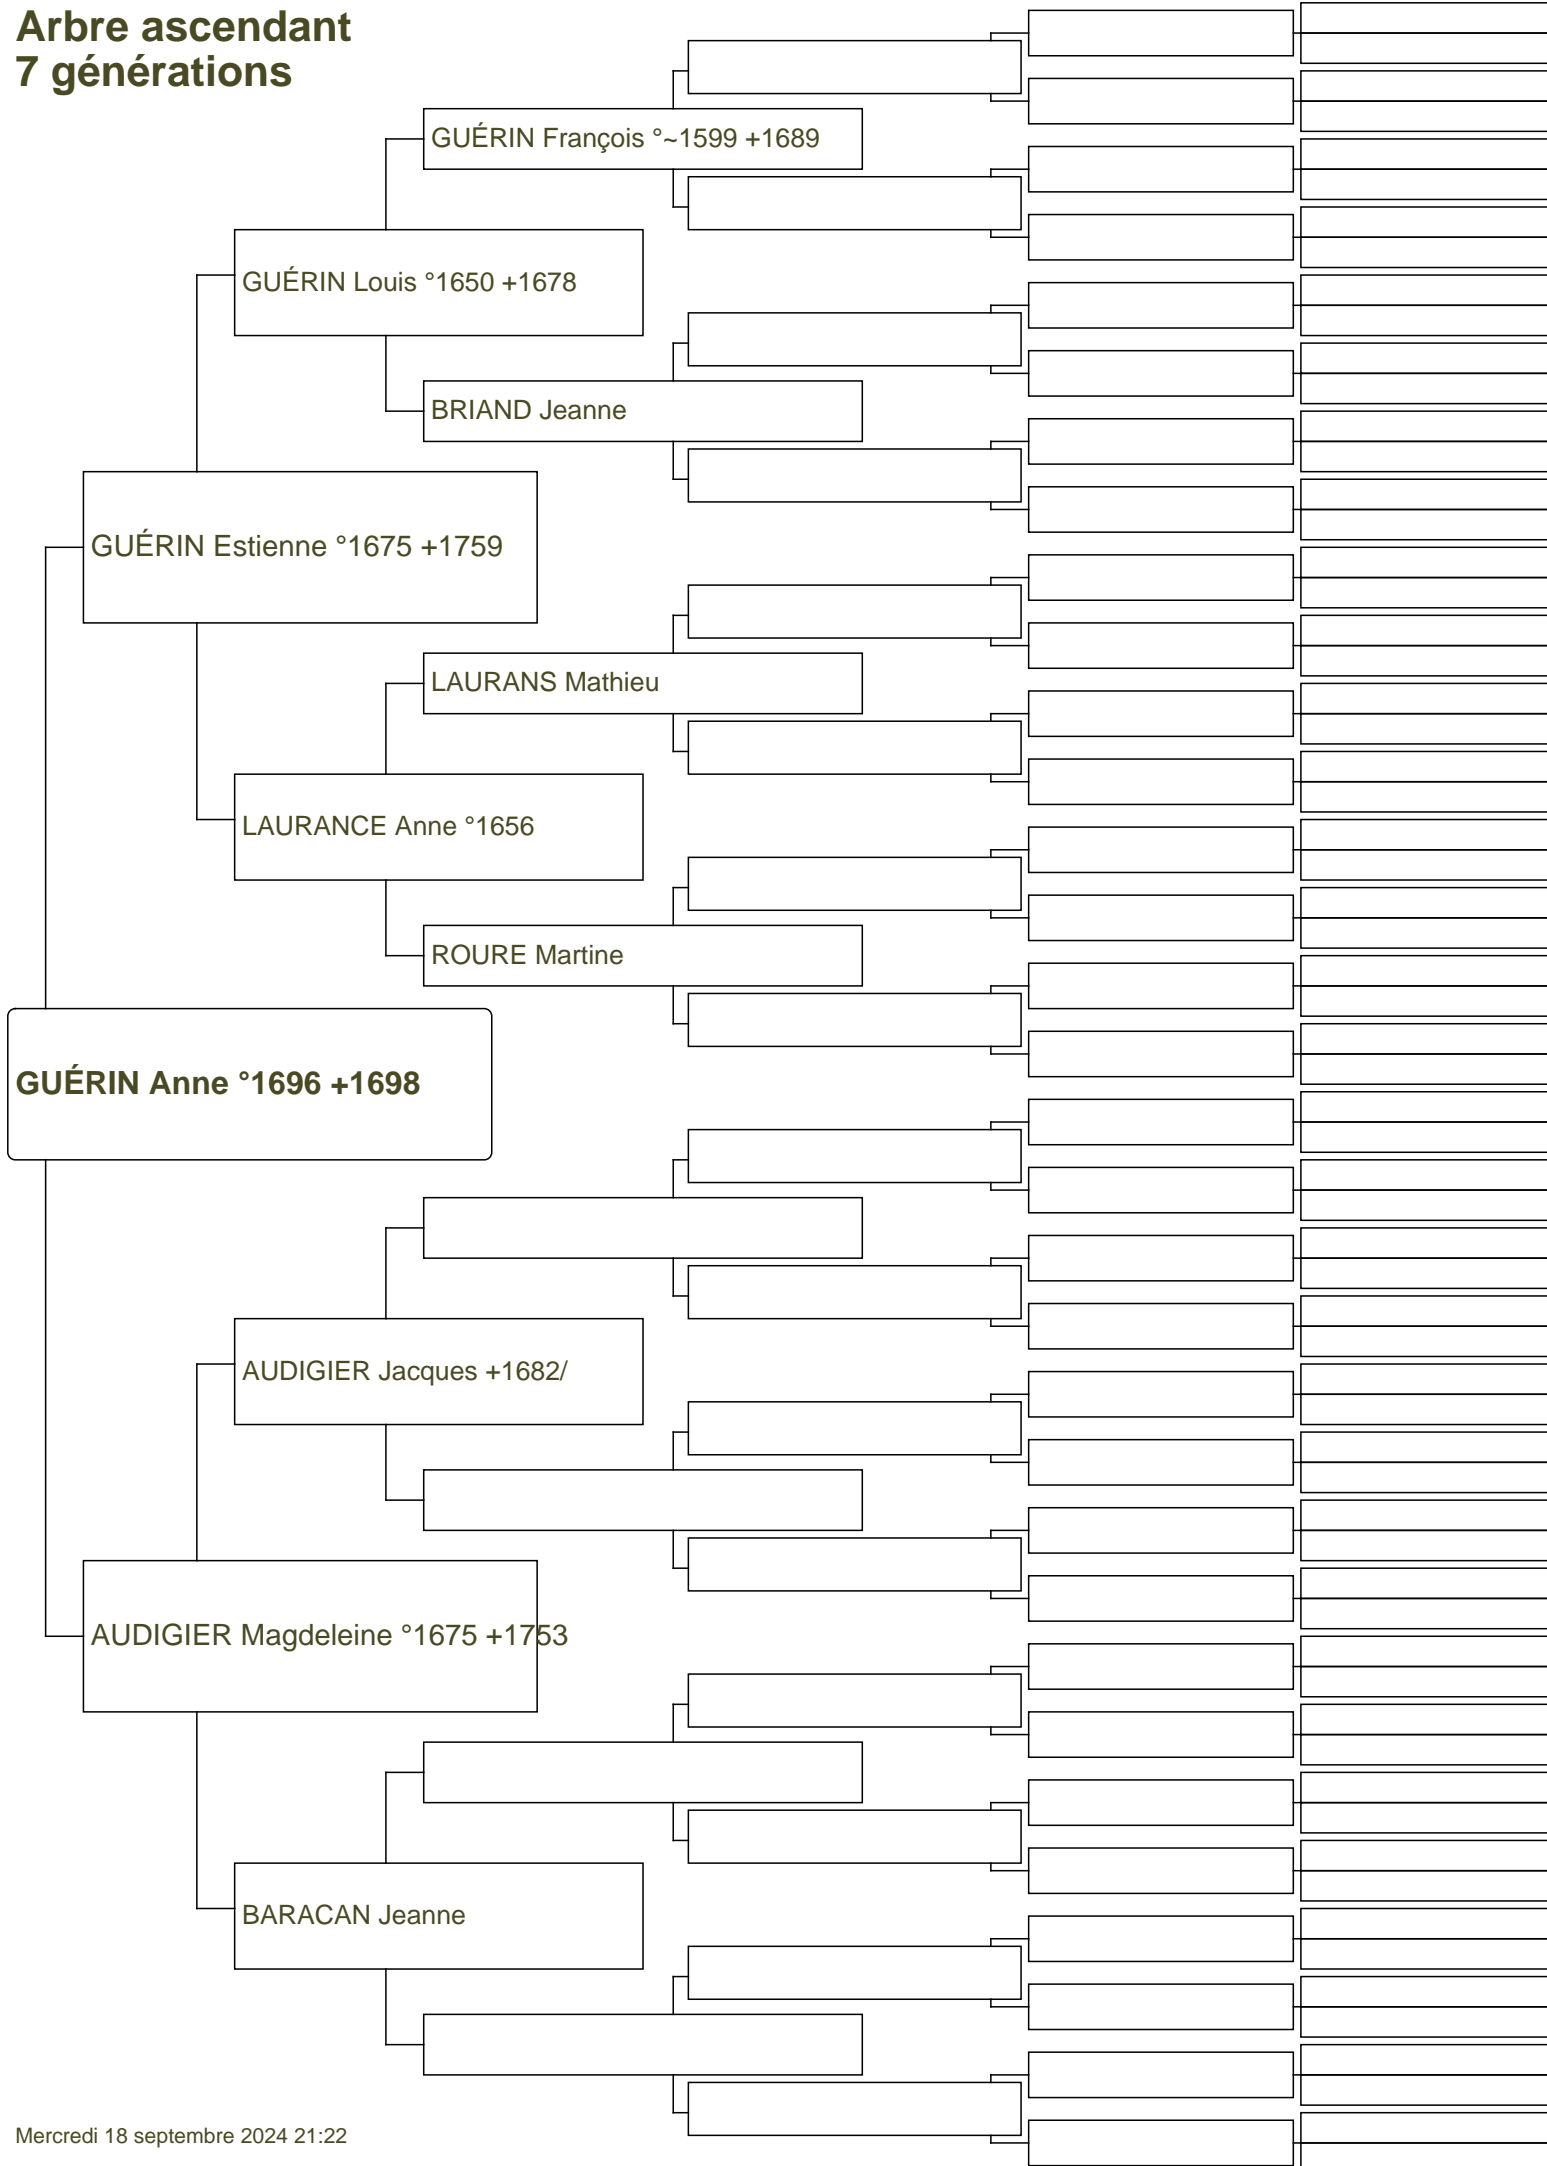 Arbre ascendant
7 générations
GUÉRIN François °~1599 +1689
GUÉRIN Louis °1650 +1678
BRIAND Jeanne
GUÉRIN Estienne °1675 +1759
LAURANS Mathieu
LAURANCE Anne °1656
ROURE Martine
GUÉRIN Anne °1696 +1698
AUDIGIER Jacques +1682/
AUDIGIER Magdeleine °1675 +1753
BARACAN Jeanne
Mercredi 18 septembre 2024 21:22